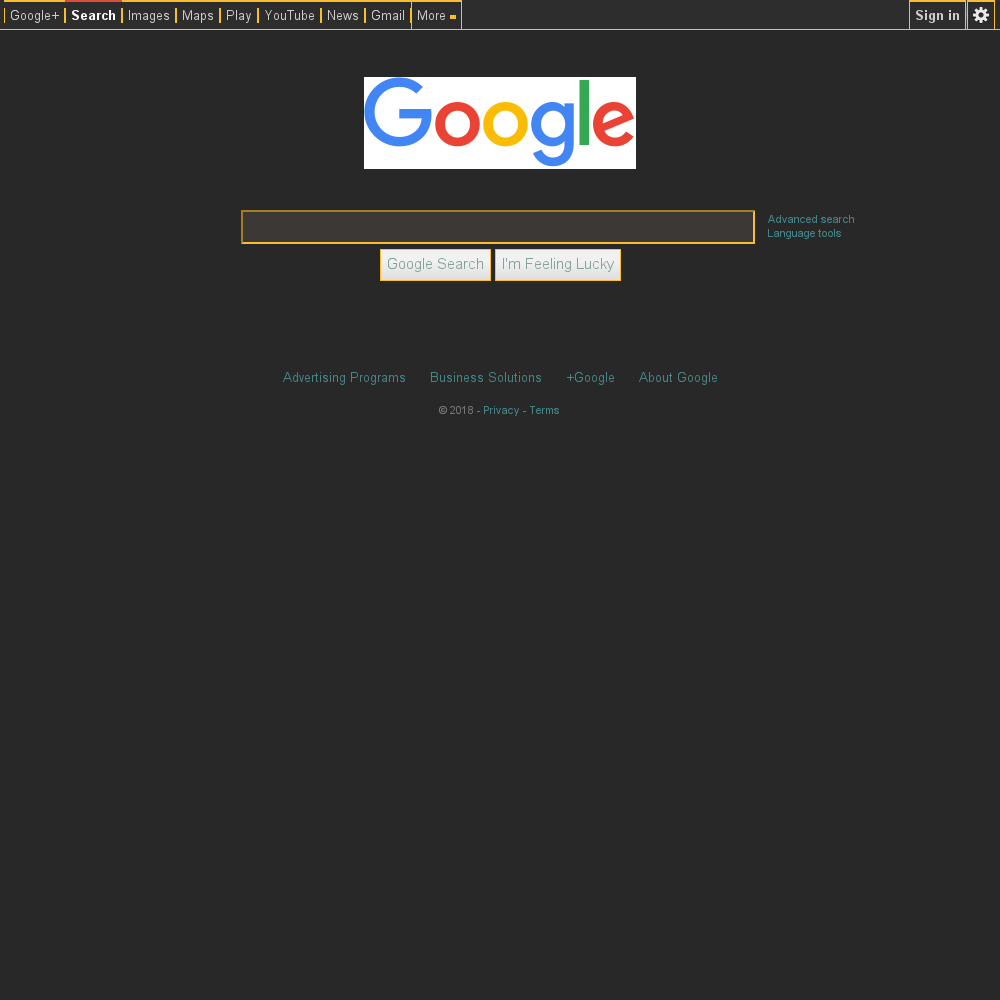 Google+ Search Images Maps Play YouTube News Gmail More Sign in
Google
Advanced search
Language tools
Google Search I'm Feeling Lucky
Advertising Programs Business Solutions +Google About Google
© 2018 - Privacy - Terms